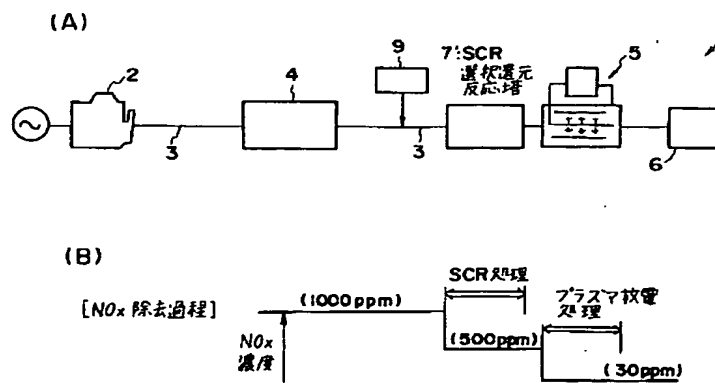 (A)
2
3
4
9
3
7:SCR
選択還元
反応塔
5
6
(B)
[NOx 除去過程]
NOx
濃度
(1000ppm)
SCR処理
(500ppm)
プラズマ放電
処理
(30ppm)